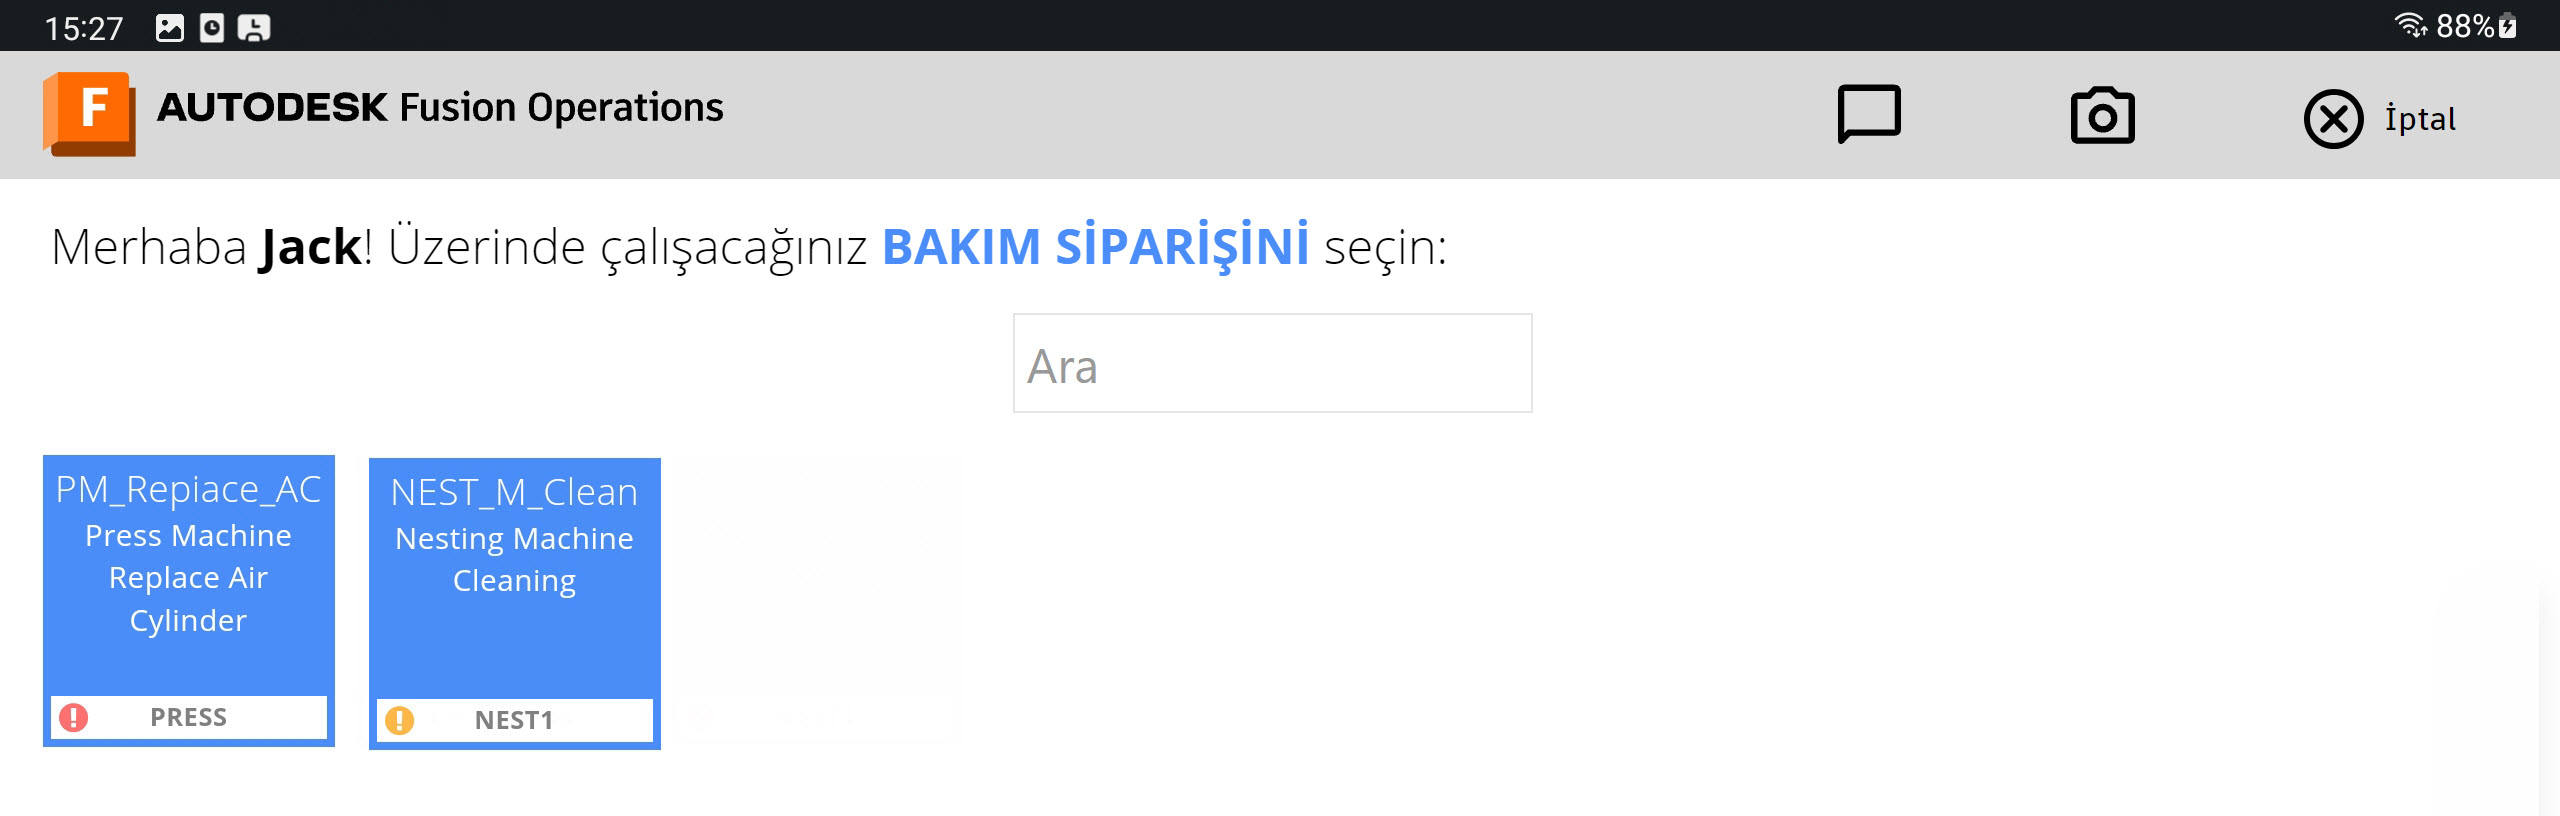 15:27
88%
F AUTODESK Fusion Operations
İptal
Merhaba Jack! Üzerinde çalışacağınız BAKIM SİPARİŞİNİ seçin:
Ara
PM_Repiace_AC
Press Machine
Replace Air
Cylinder
PRESS
NEST_M_Clean
Nesting Machine
Cleaning
NEST1